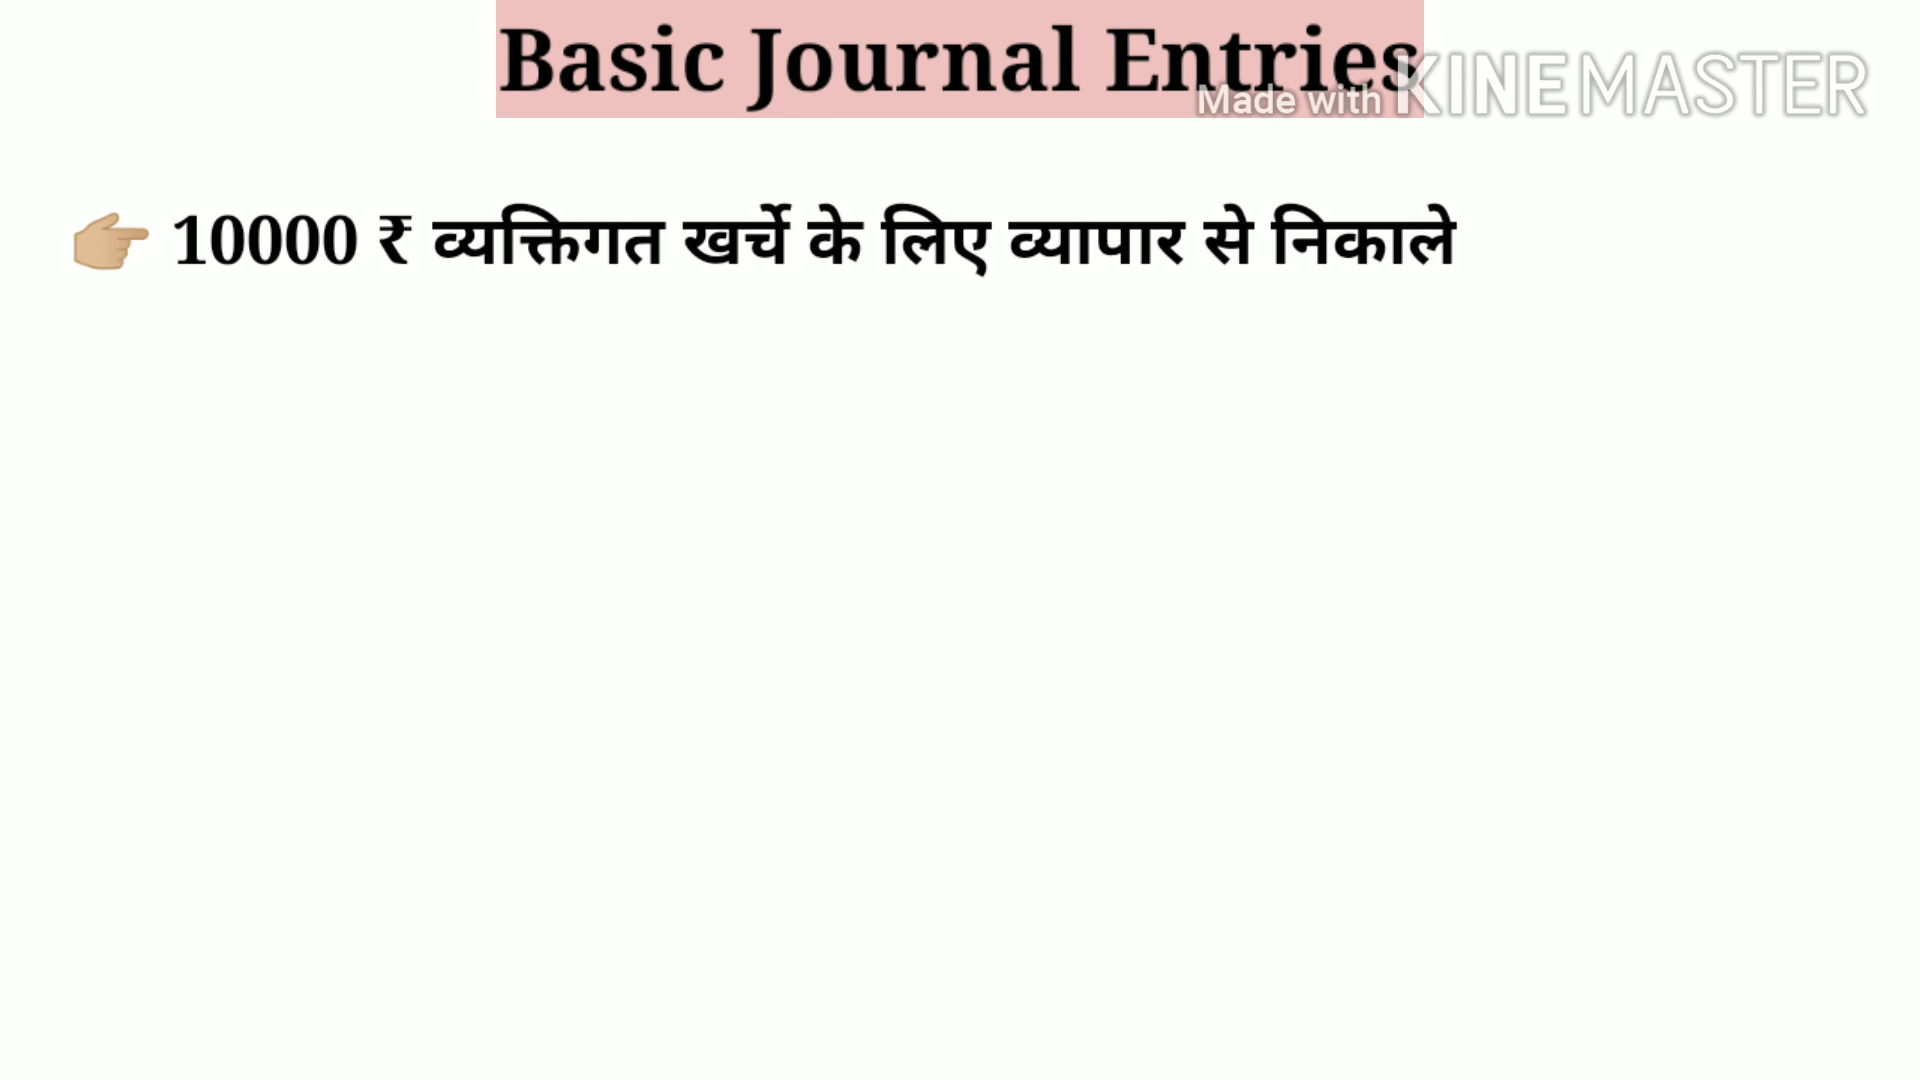 Basic Journal Entries
Made with KINEMASTER
👉🏼 10000 ₹ व्यक्तिगत खर्चे के लिए व्यापार से निकाले